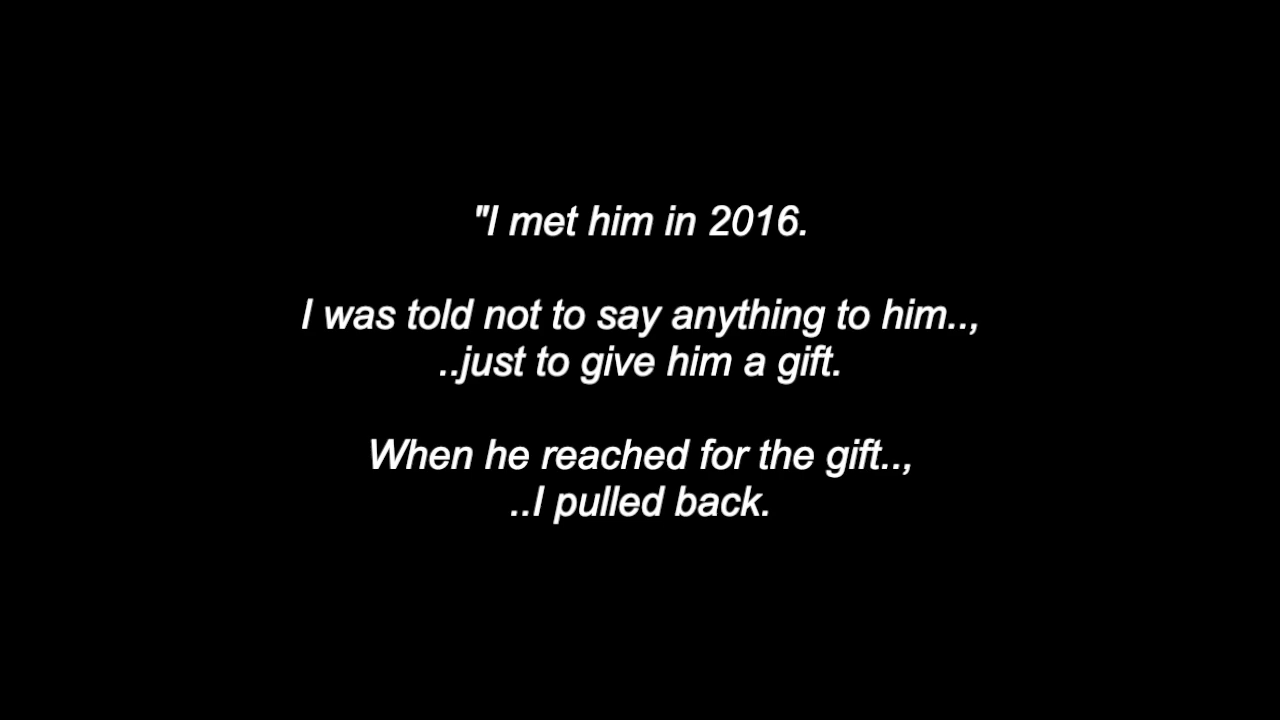 "I met him in 2016.
I was told not to say anything to him..,
..just to give him a gift.
When he reached for the gift..,
..I pulled back.